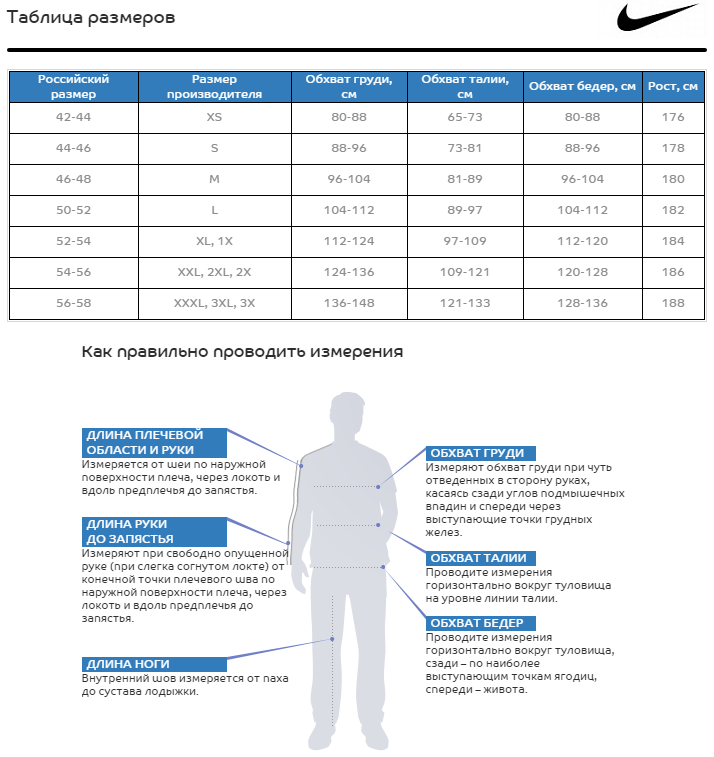 Таблица размеров
Российский размер Размер производителя Обхват груди, см Обхват талии, см Обхват бедер, см Рост, см
42-44 XS 80-88 65-73 80-88 176
44-46 S 88-96 73-81 88-96 178
46-48 M 96-104 81-89 96-104 180
50-52 L 104-112 89-97 104-112 182
52-54 XL, 1X 112-124 97-109 112-120 184
54-56 XXL, 2XL, 2X 124-136 109-121 120-128 186
56-58 XXXL, 3XL, 3X 136-148 121-133 128-136 188
Как правильно проводить измерения
ДЛИНА ПЛЕЧЕВОЙ
ОБЛАСТИ И РУКИ
Измеряется от шеи по наружной
поверхности плеча, через локоть и
вдоль предплечья до запястья.
ДЛИНА РУКИ
ДО ЗАПЯСТЬЯ
Измеряют при свободно опущенной
руке (при слегка согнутом локте) от
конечной точки плечевого шва по
наружной поверхности плеча, через
локоть и вдоль предплечья до
запястья.
ДЛИНА НОГИ
Внутренний шов измеряется от паха
до сустава лодыжки.
ОБХВАТ ГРУДИ
Измеряют обхват груди при чуть
отведенных в сторону руках,
касаясь сзади углов подмышечных
впадин и спереди через
выступающие точки грудных
желез.
ОБХВАТ ТАЛИИ
Проводите измерения
горизонтально вокруг туловища
на уровне линии талии.
ОБХВАТ БЕДЕР
Проводите измерения
горизонтально вокруг туловища,
сзади – по наиболее
выступающим точкам ягодиц,
спереди – живота.